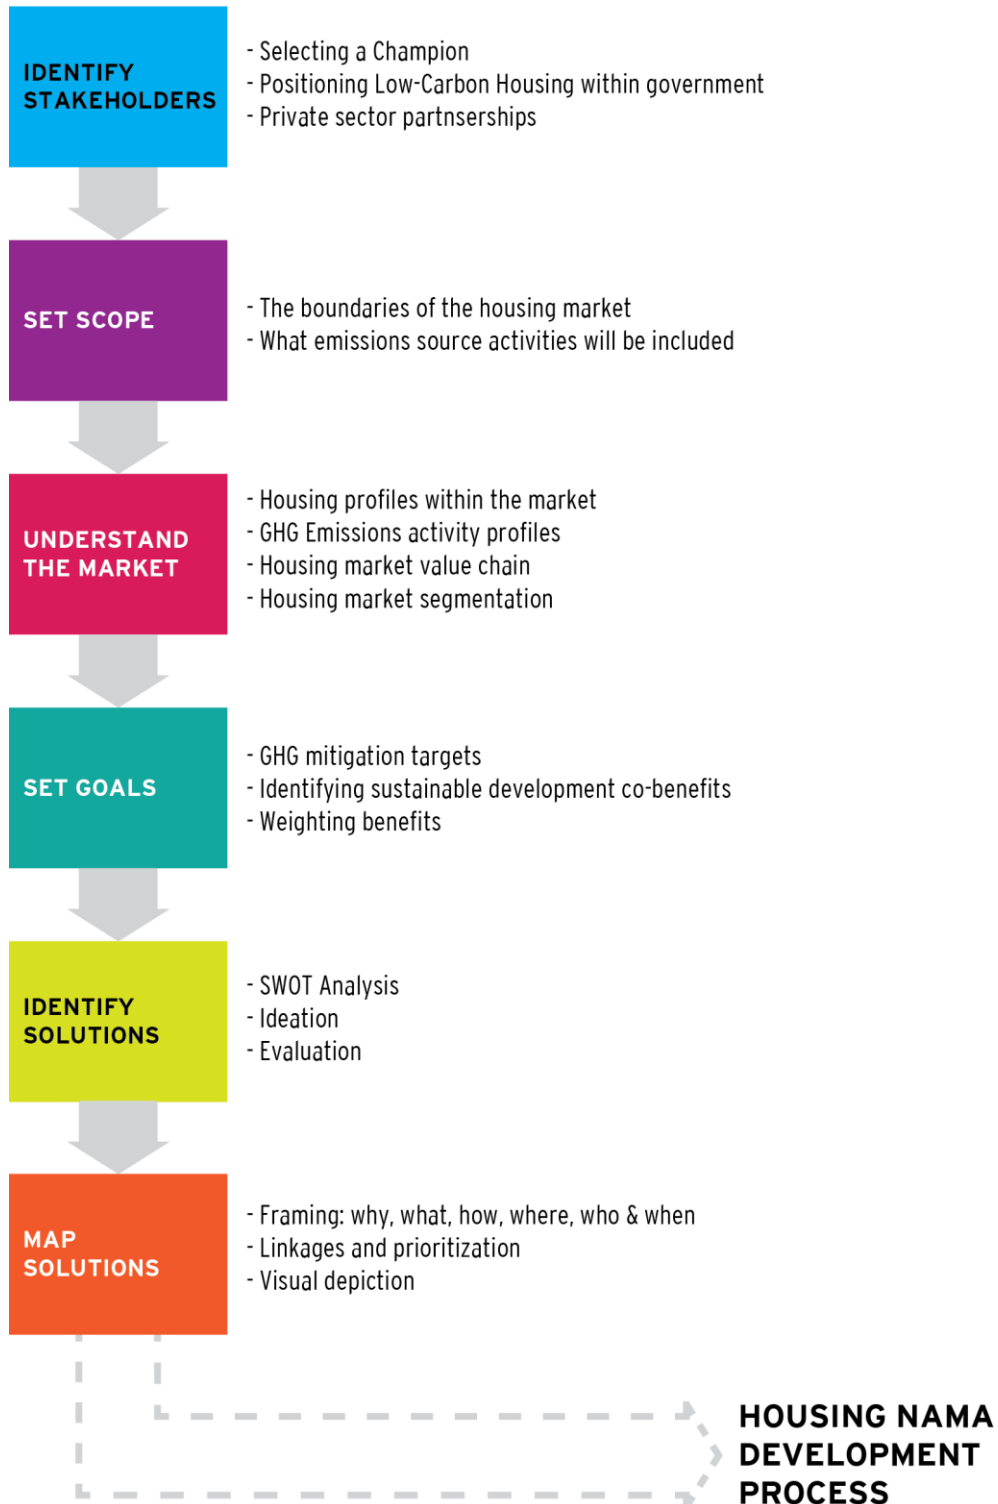 IDENTIFY
STAKEHOLDERS
- Selecting a Champion
- Positioning Low-Carbon Housing within government
- Private sector partnserships
SET SCOPE
- The boundaries of the housing market
- What emissions source activities will be included
UNDERSTAND
THE MARKET
- Housing profiles within the market
- GHG Emissions activity profiles
- Housing market value chain
- Housing market segmentation
SET GOALS
- GHG mitigation targets
- Identifying sustainable development co-benefits
- Weighting benefits
IDENTIFY
SOLUTIONS
- SWOT Analysis
- Ideation
- Evaluation
MAP
SOLUTIONS
- Framing: why, what, how, where, who & when
- Linkages and prioritization
- Visual depiction
HOUSING NAMA
DEVELOPMENT
PROCESS